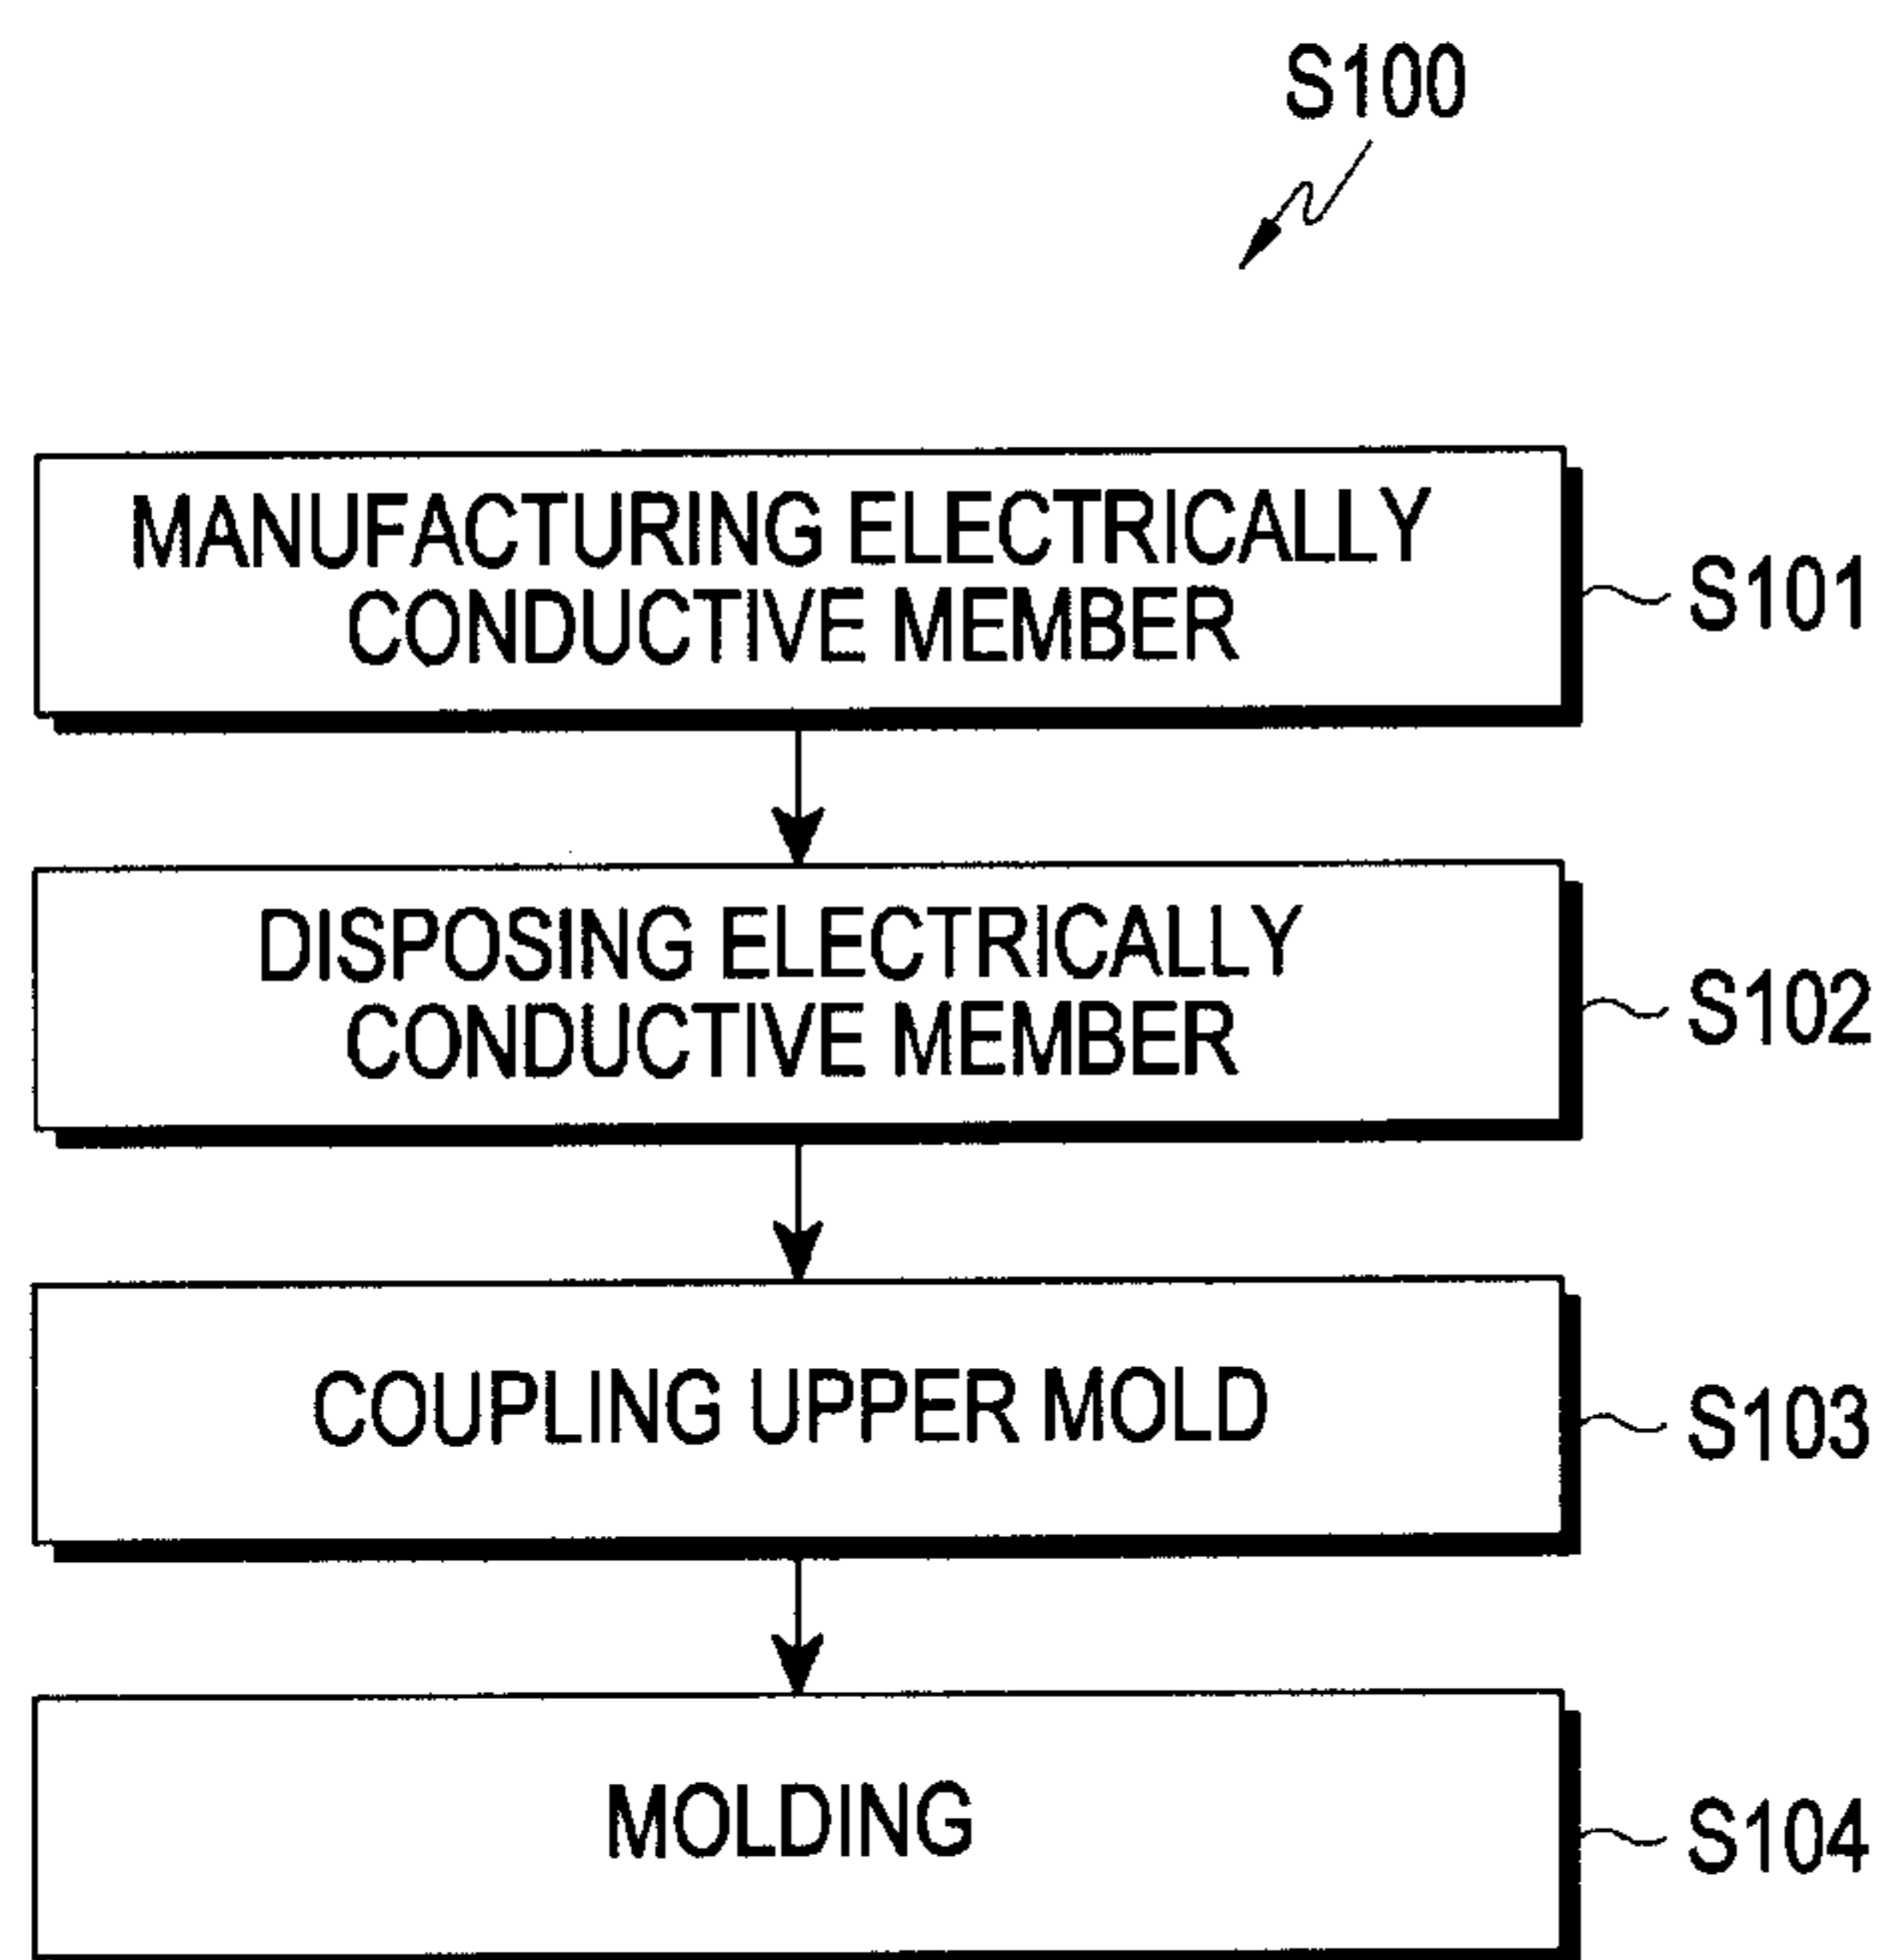 S100
MANUFACTURING ELECTRICALLY
CONDUCTIVE MEMBER
S101
DISPOSING ELECTRICALLY
CONDUCTIVE MEMBER
S102
COUPLING UPPER MOLD
S103
MOLDING
S104